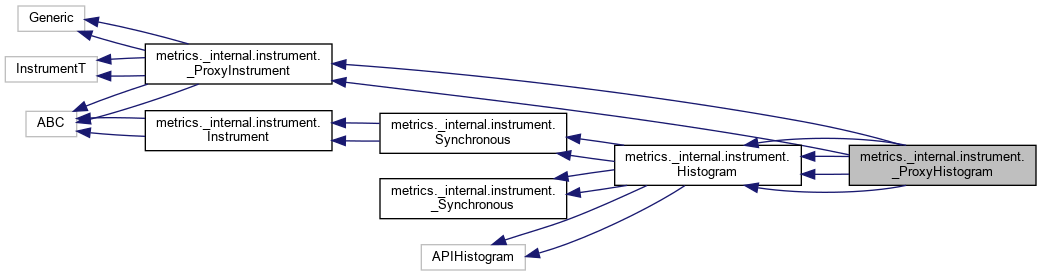 Generic
InstrumentT
ABC
metrics._internal.instrument.
_ProxyInstrument
metrics._internal.instrument.
Instrument
metrics._internal.instrument.
Synchronous
metrics._internal.instrument.
_Synchronous
APIHistogram
metrics._internal.instrument.
Histogram
metrics._internal.instrument.
_ProxyHistogram